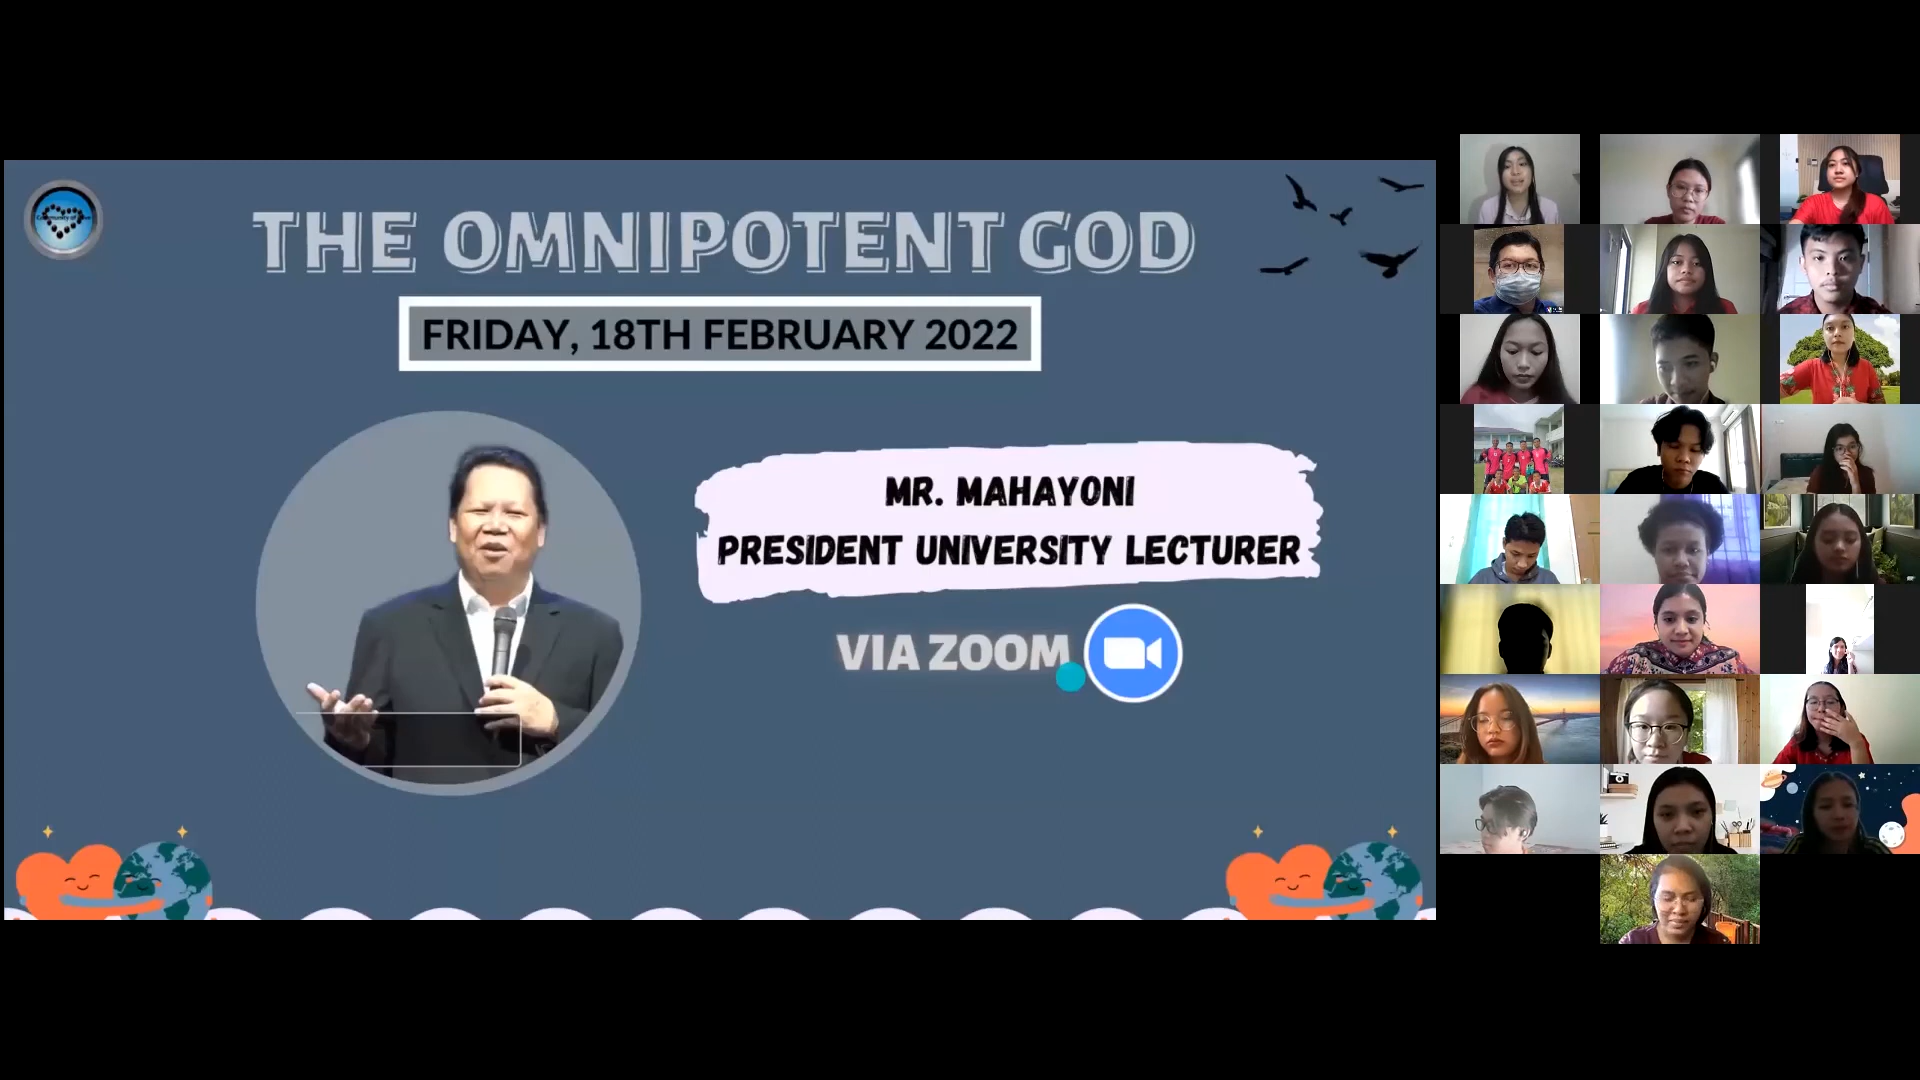 THE OMNIPOTENT GOD
FRIDAY, 18TH FEBRUARY 2022
MR. MAHAYONI
PRESIDENT UNIVERSITY LECTURER
VIA ZOOM